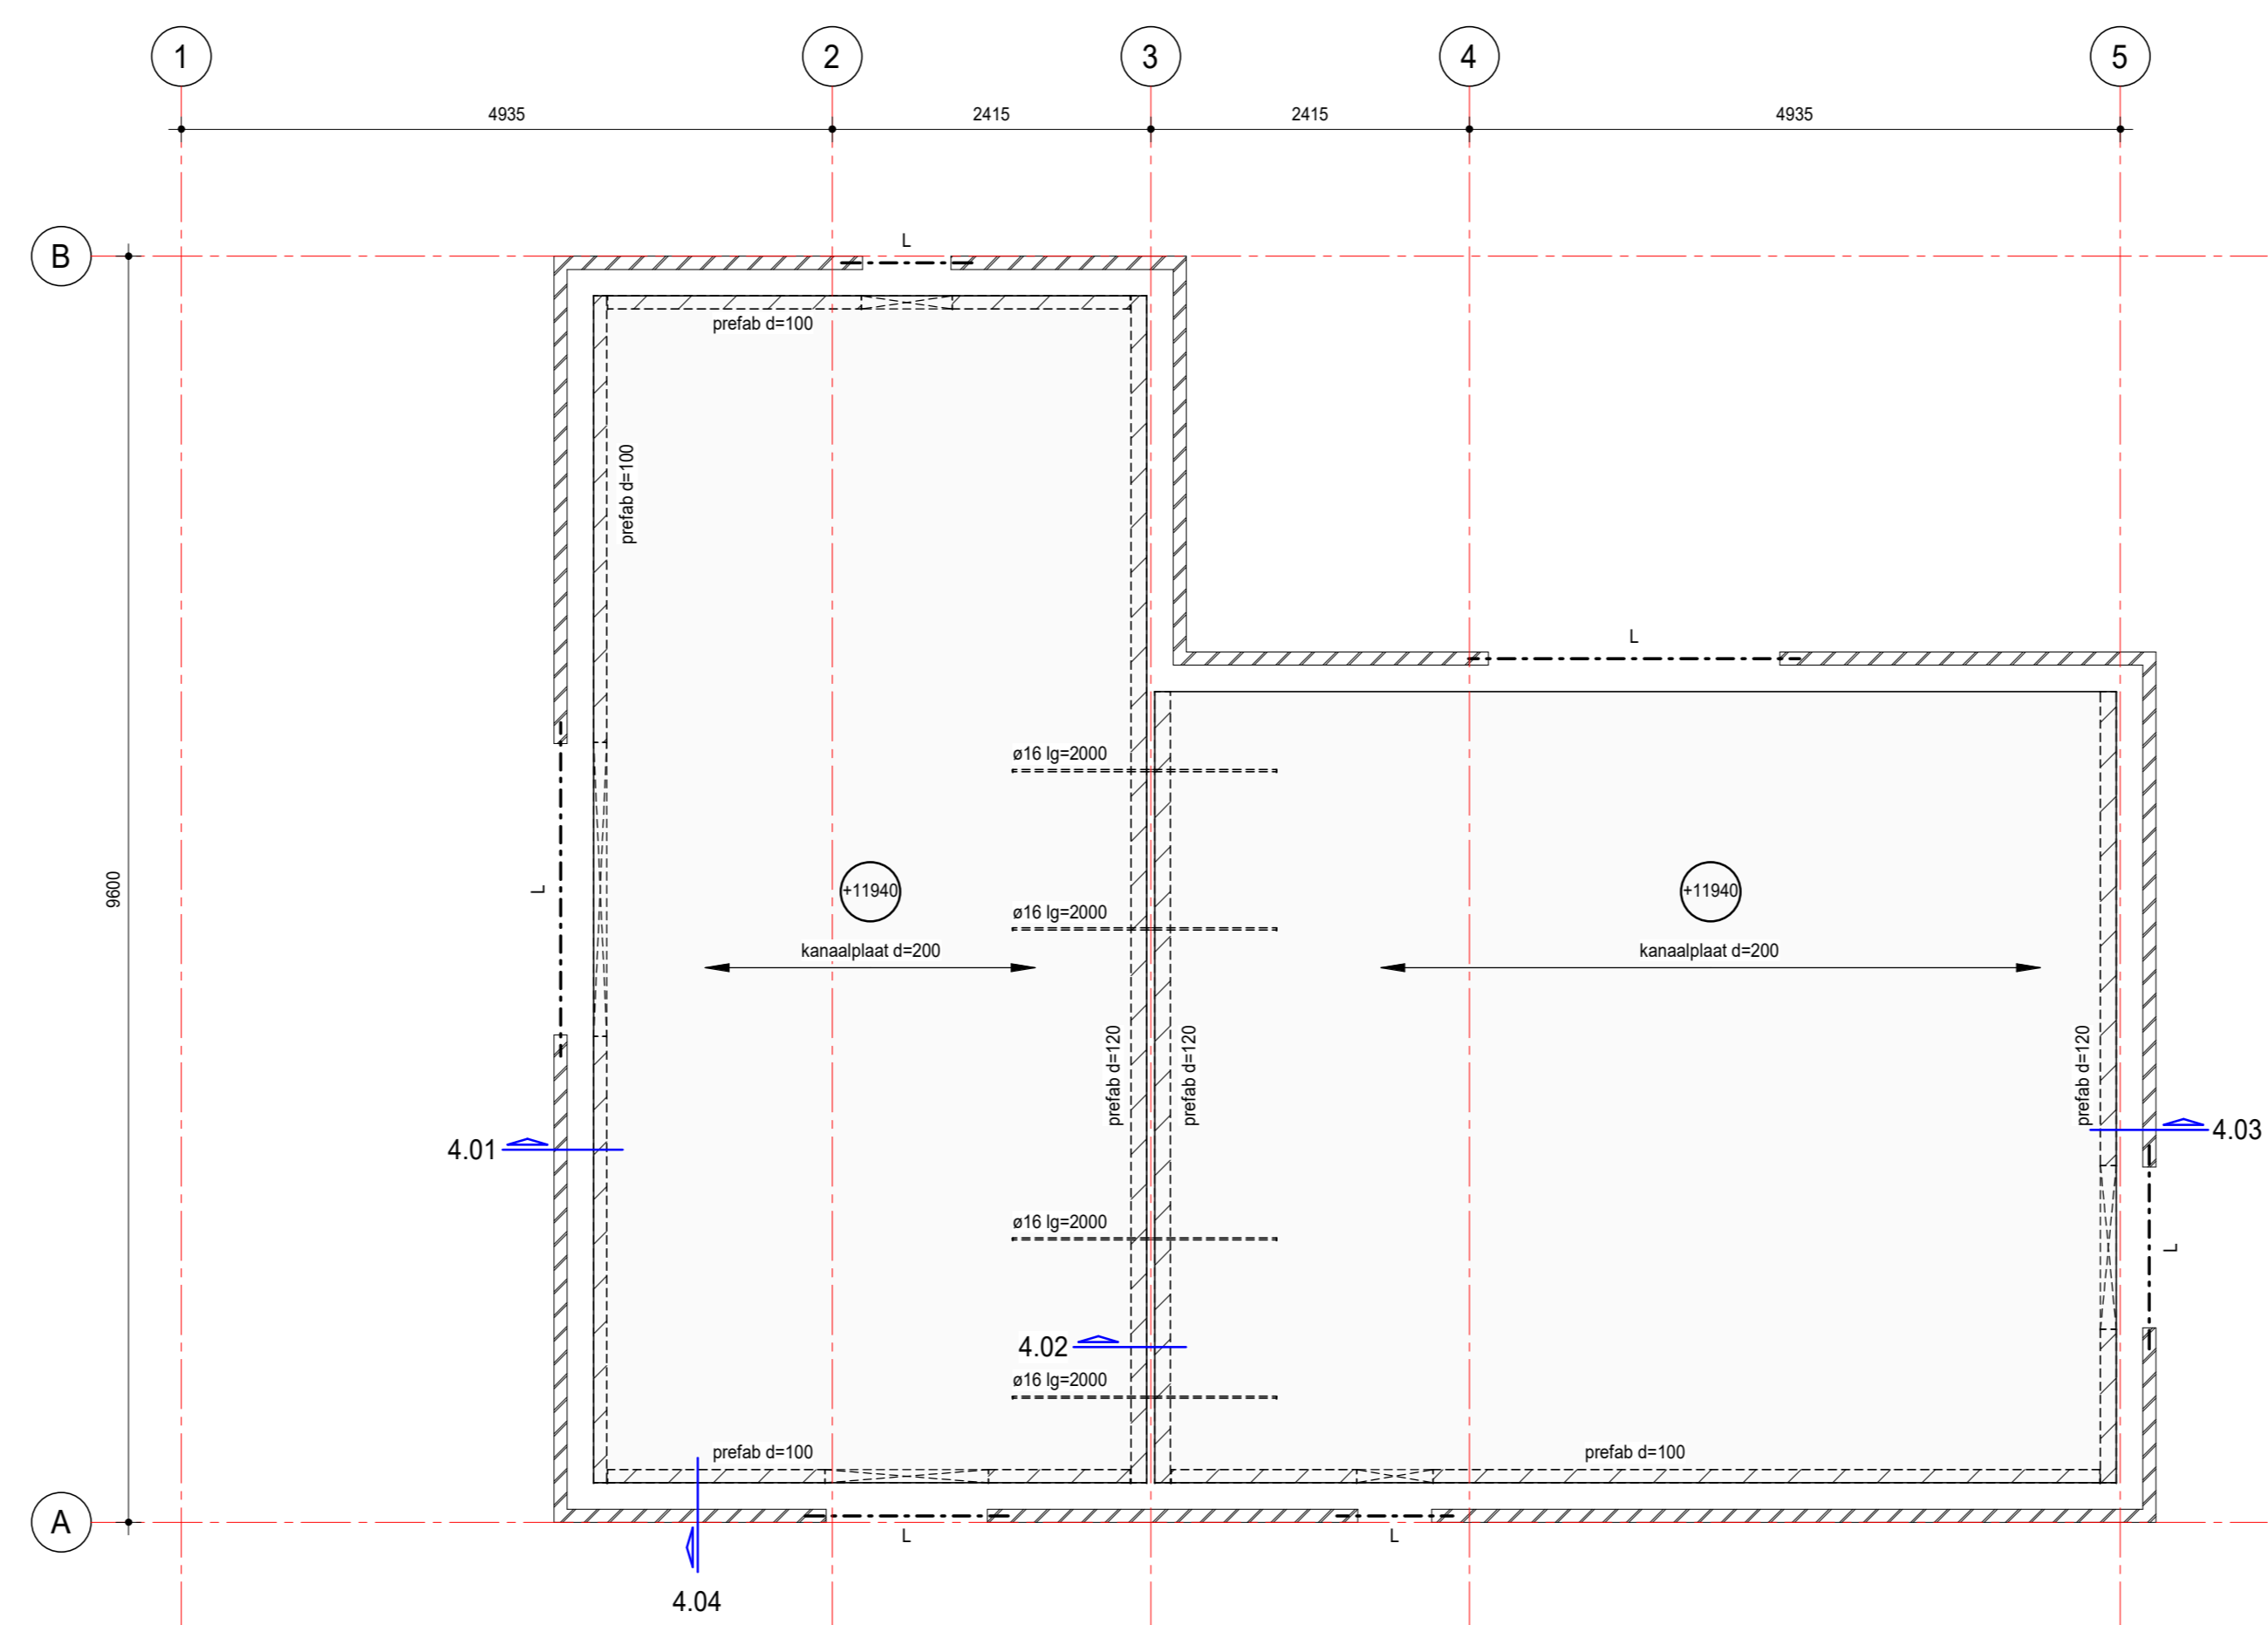 1 2 3 4 5
4935 2415 2415 4935
B
L
prefab d=100
prefab d=100
L
ø16 lg=2000
9600
L
+11940
+11940
ø16 lg=2000
kanaalplaat d=200
kanaalplaat d=200
prefab d=120
prefab d=120
prefab d=120
4.01
4.03
ø16 lg=2000
L
4.02
ø16 lg=2000
prefab d=100
prefab d=100
A
L
L
4.04